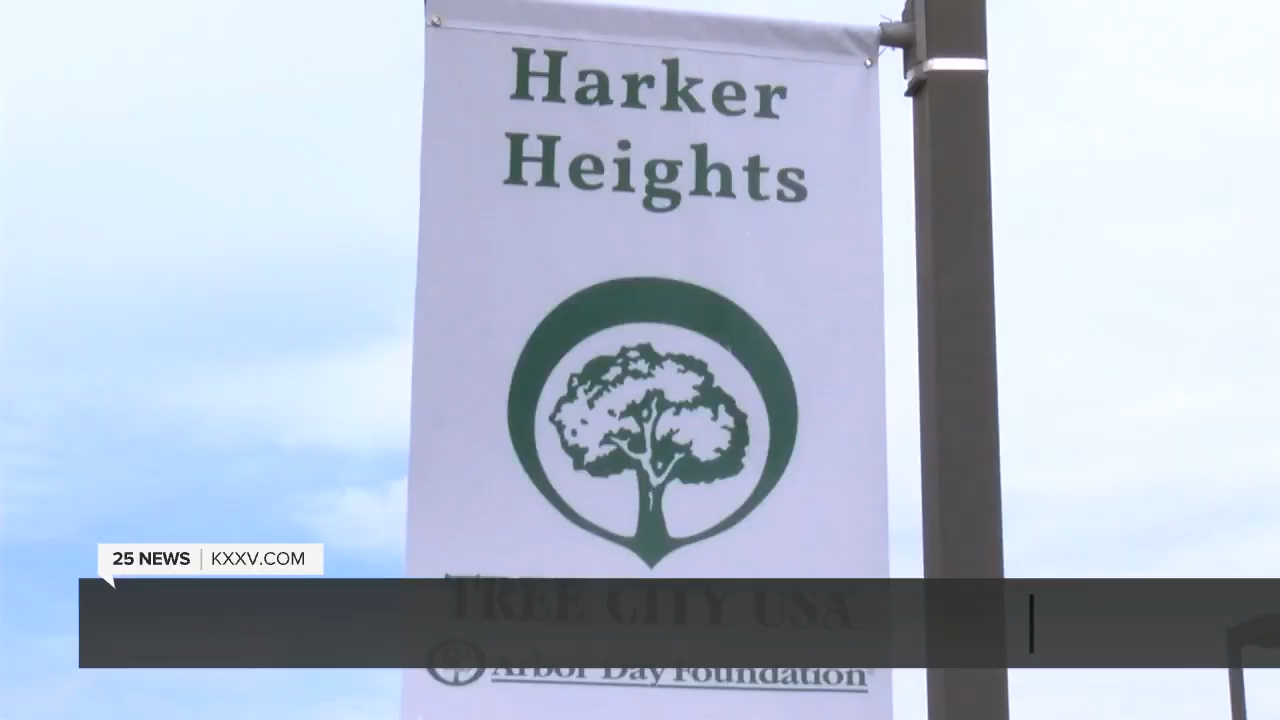 Harker
Heights
25 NEWS | KXXV.COM
TREE CITY USA
Arbor Day Foundation